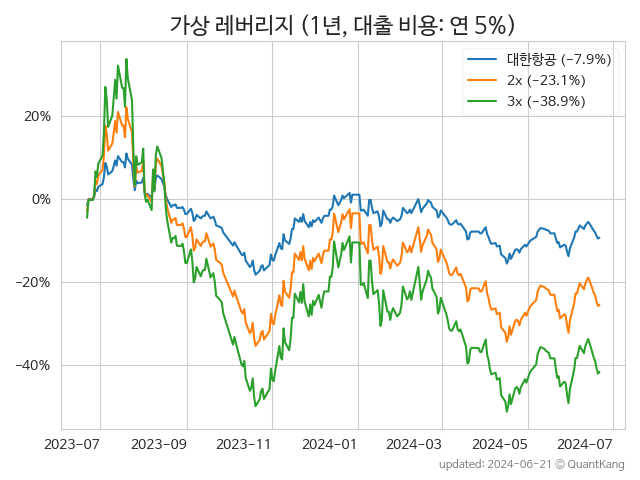 가상 레버리지 (1년, 대출 비용: 연 5%)
대한항공 (−7.9%)
2x (−23.1%)
3x (−38.9%)
20%
0%
−20%
−40%
2023-07 2023-09 2023-11 2024-01 2024-03 2024-05 2024-07
updated: 2024-06-21 © QuantKang